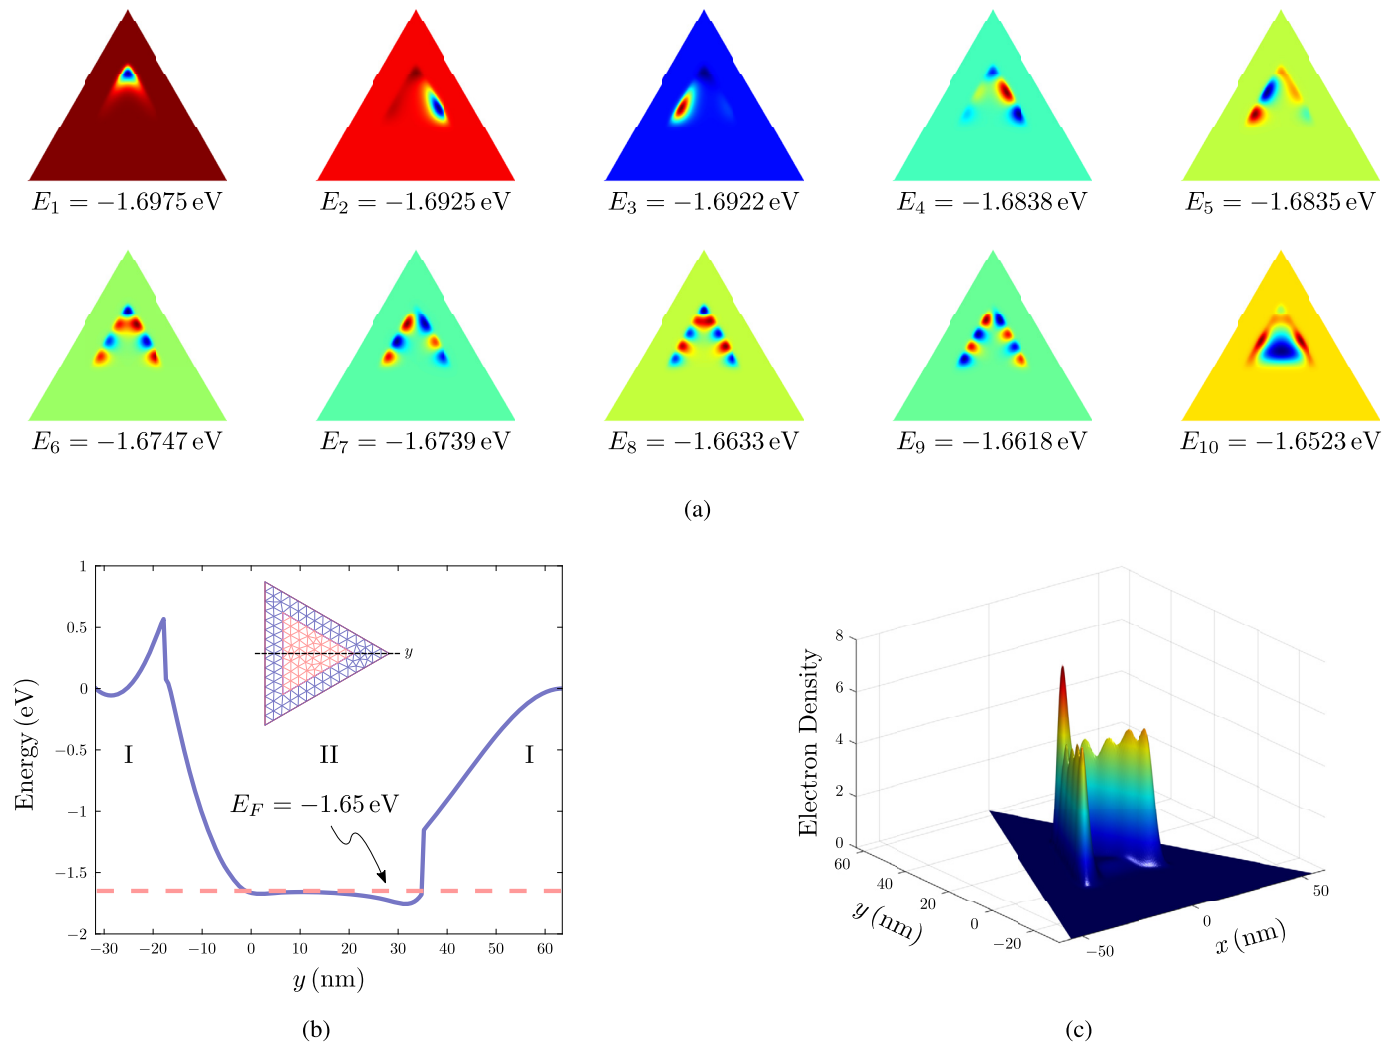 E₁ = −1.6975 eV
E₂ = −1.6925 eV
E₃ = −1.6922 eV
E₄ = −1.6838 eV
E₅ = −1.6835 eV
E₆ = −1.6747 eV
E₇ = −1.6739 eV
E₈ = −1.6633 eV
E₉ = −1.6618 eV
E₁₀ = −1.6523 eV
(a)
1
0.5
0
−0.5
−1
−1.5
−2
Energy (eV)
y
I
II
I
E_F = −1.65 eV
−30
−20
−10
0
10
20
30
40
50
60
y (nm)
(b)
8
6
4
2
0
Electron Density
60
40
20
0
−20
y (nm)
−50
0
50
x (nm)
(c)